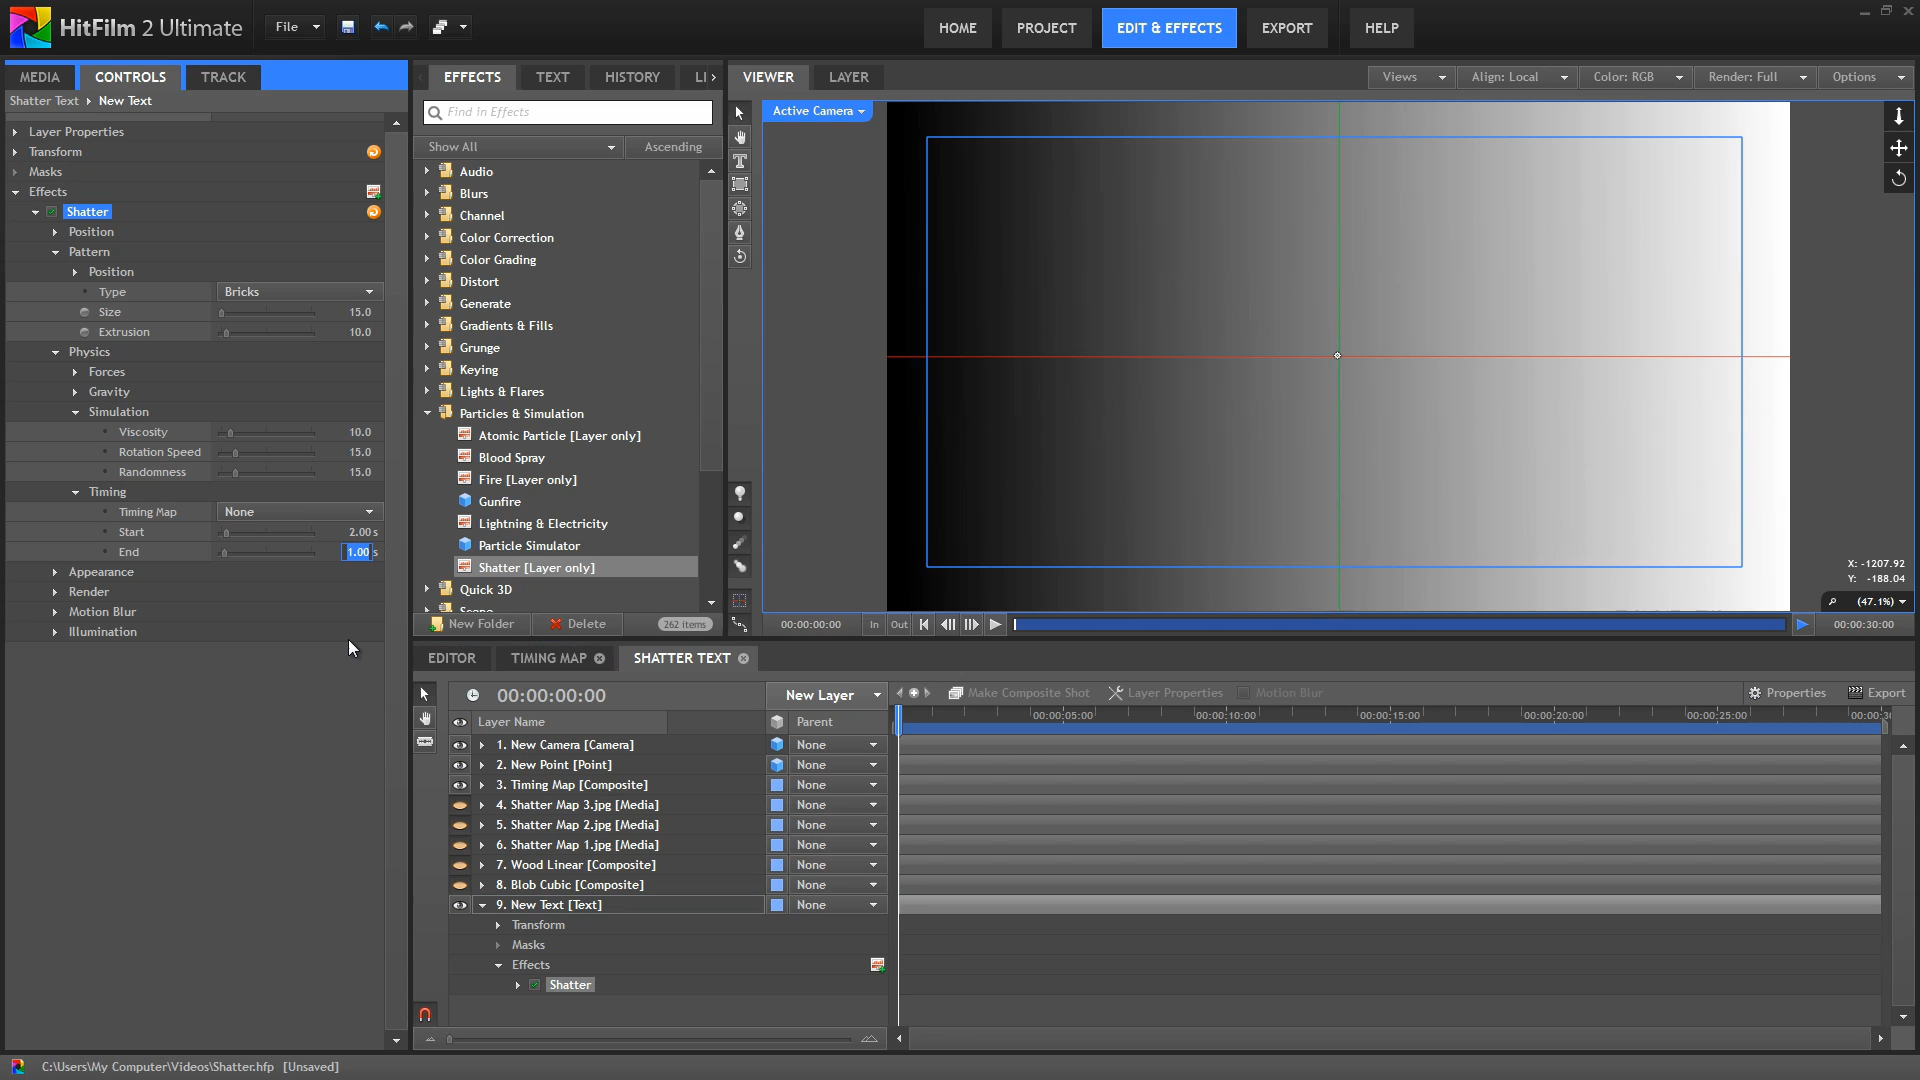 HitFilm 2 Ultimate
File
HOME
PROJECT
EDIT & EFFECTS
EXPORT
HELP
MEDIA
CONTROLS
TRACK
Shatter Text
New Text
Layer Properties
Transform
Masks
Effects
Shatter
Position
Pattern
Position
Type
Bricks
Size
15.0
Extrusion
10.0
Physics
Forces
Gravity
Simulation
Viscosity
10.0
Rotation Speed
15.0
Randomness
15.0
Timing
Timing Map
None
Start
2.00 s
End
1.00 s
Appearance
Render
Motion Blur
Illumination
EFFECTS
TEXT
HISTORY
LI
Find in Effects
Show All
Ascending
Audio
Blurs
Channel
Color Correction
Color Grading
Distort
Generate
Gradients & Fills
Grunge
Keying
Lights & Flares
Particles & Simulation
Atomic Particle [Layer only]
Blood Spray
Fire [Layer only]
Gunfire
Lightning & Electricity
Particle Simulator
Shatter [Layer only]
Quick 3D
Scene
New Folder
Delete
262 items
VIEWER
LAYER
Views
Align: Local
Color: RGB
Render: Full
Options
Active Camera
X: -1207.92
Y: -188.04
(47.1%)
00:00:00:00
In
Out
00:00:30:00
EDITOR
TIMING MAP
SHATTER TEXT
00:00:00:00
New Layer
Make Composite Shot
Layer Properties
Motion Blur
Properties
Export
Layer Name
Parent
00:00:05:00
00:00:10:00
00:00:15:00
00:00:20:00
00:00:25:00
00:00:3
1. New Camera [Camera]
None
2. New Point [Point]
None
3. Timing Map [Composite]
None
4. Shatter Map 3.jpg [Media]
None
5. Shatter Map 2.jpg [Media]
None
6. Shatter Map 1.jpg [Media]
None
7. Wood Linear [Composite]
None
8. Blob Cubic [Composite]
None
9. New Text [Text]
None
Transform
Masks
Effects
Shatter
C:\Users\My Computer\Videos\Shatter.hfp [Unsaved]